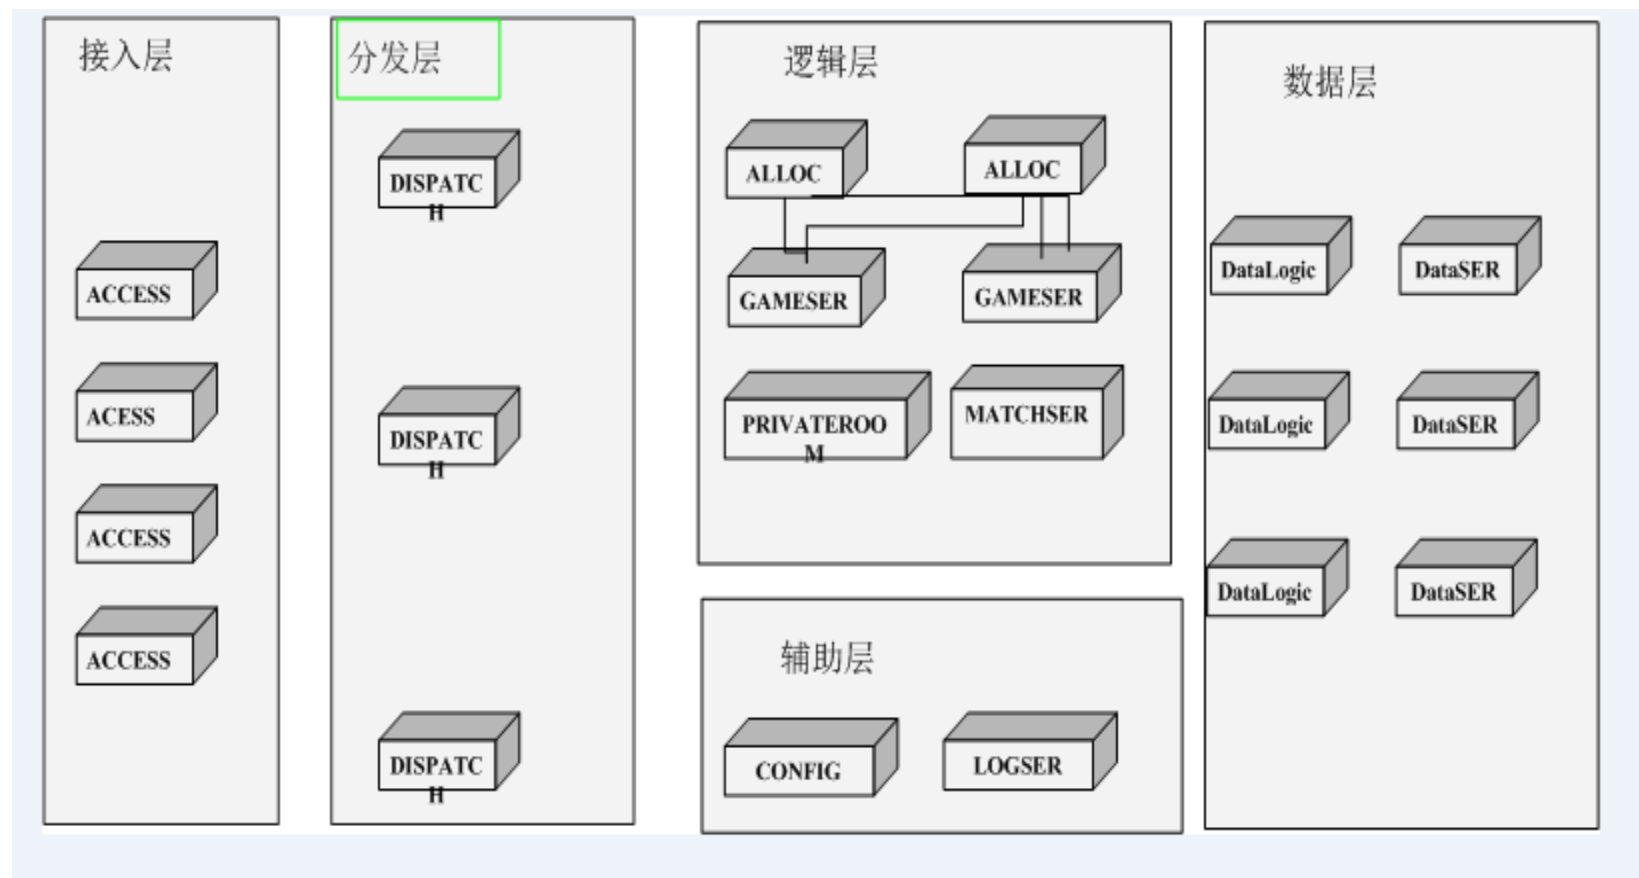 接入层
ACCESS
ACESS
ACCESS
ACCESS
分发层
DISPATC
H
DISPATC
H
DISPATC
H
逻辑层
ALLOC
ALLOC
GAMESER
GAMESER
PRIVATEROO
M
MATCHSER
辅助层
CONFIG
LOGSER
数据层
DataLogic
DataSER
DataLogic
DataSER
DataLogic
DataSER